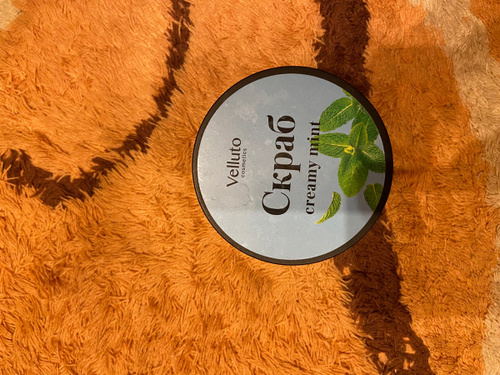 Velluto
cosmetics
Скраб
creamy mint